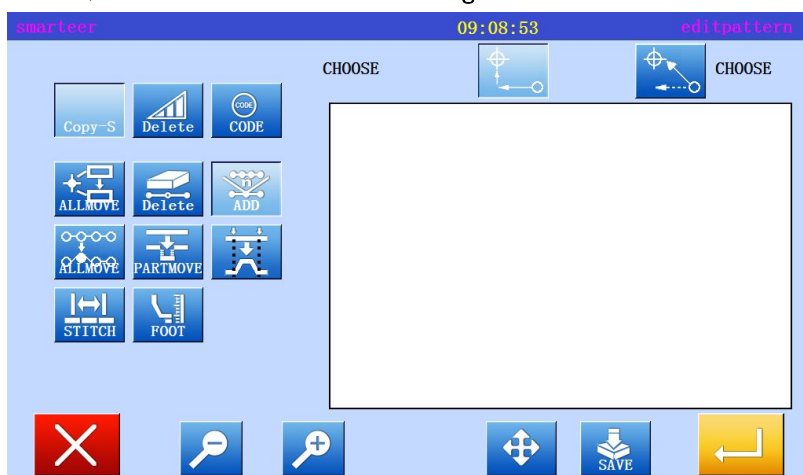 smarteer 09:08:53 editpattern
CHOOSE CHOOSE
Copy-S Delete CODE CODE
ALLMOVE Delete n ADD
ALLMOVE PARTMOVE
STITCH FOOT
SAVE